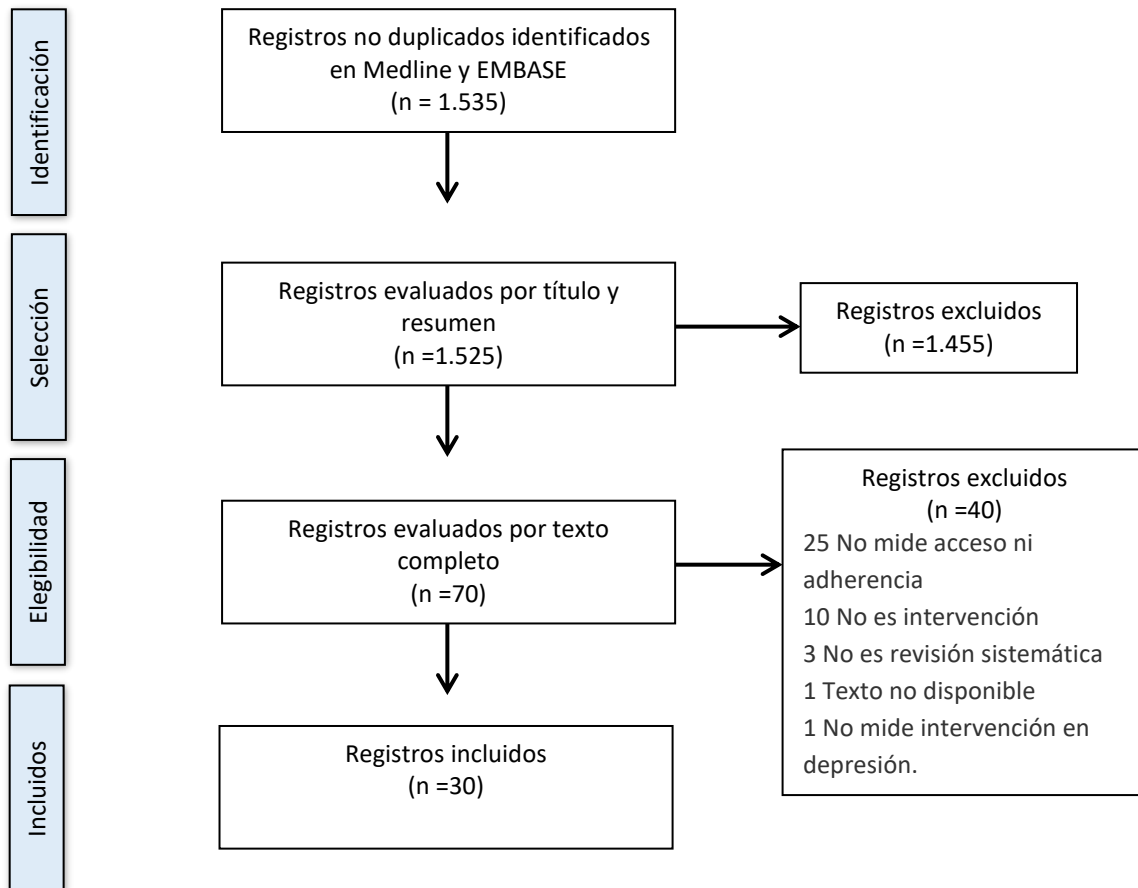 Identificación
Registros no duplicados identificados
en Medline y EMBASE
(n = 1.535)
Selección
Registros evaluados por título y
resumen
(n =1.525)
Registros excluidos
(n =1.455)
Elegibilidad
Registros evaluados por texto
completo
(n =70)
Registros excluidos
(n =40)
25 No mide acceso ni
adherencia
10 No es intervención
3 No es revisión sistemática
1 Texto no disponible
1 No mide intervención en
depresión.
Incluidos
Registros incluidos
(n =30)